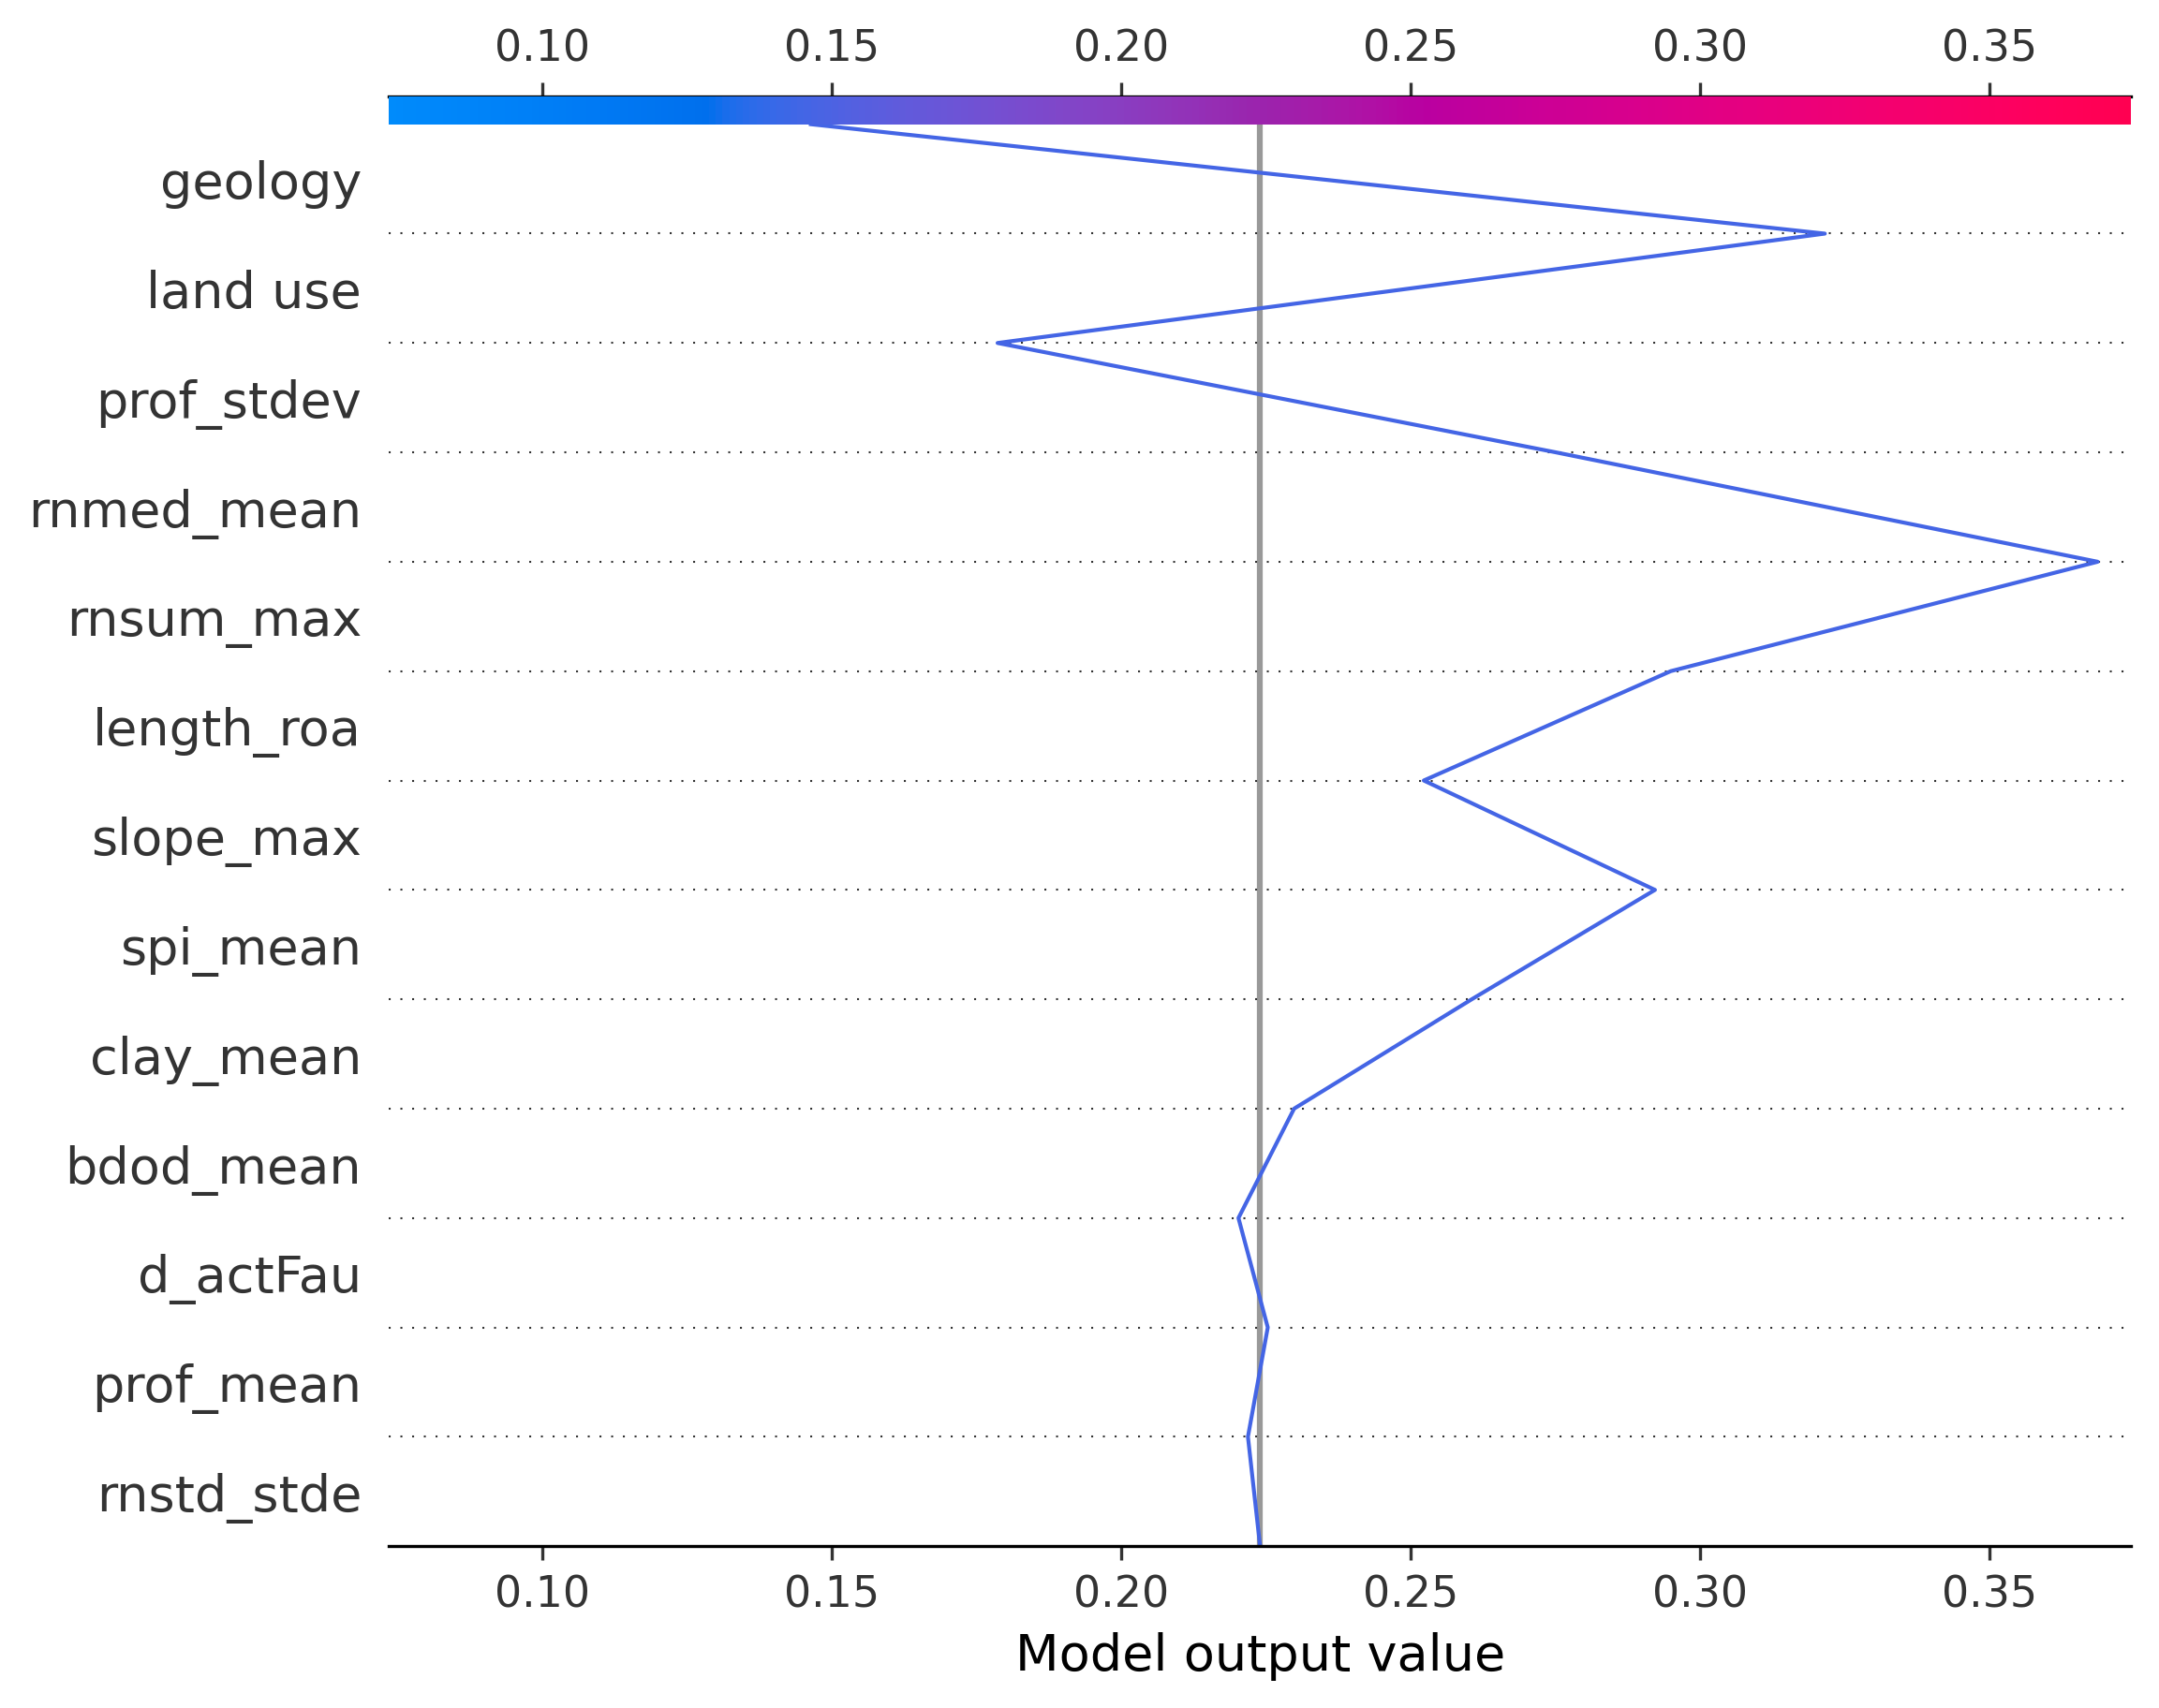 0.10 0.15 0.20 0.25 0.30 0.35
geology
land use
prof_stdev
rnmed_mean
rnsum_max
length_roa
slope_max
spi_mean
clay_mean
bdod_mean
d_actFau
prof_mean
rnstd_stde
0.10 0.15 0.20 0.25 0.30 0.35
Model output value